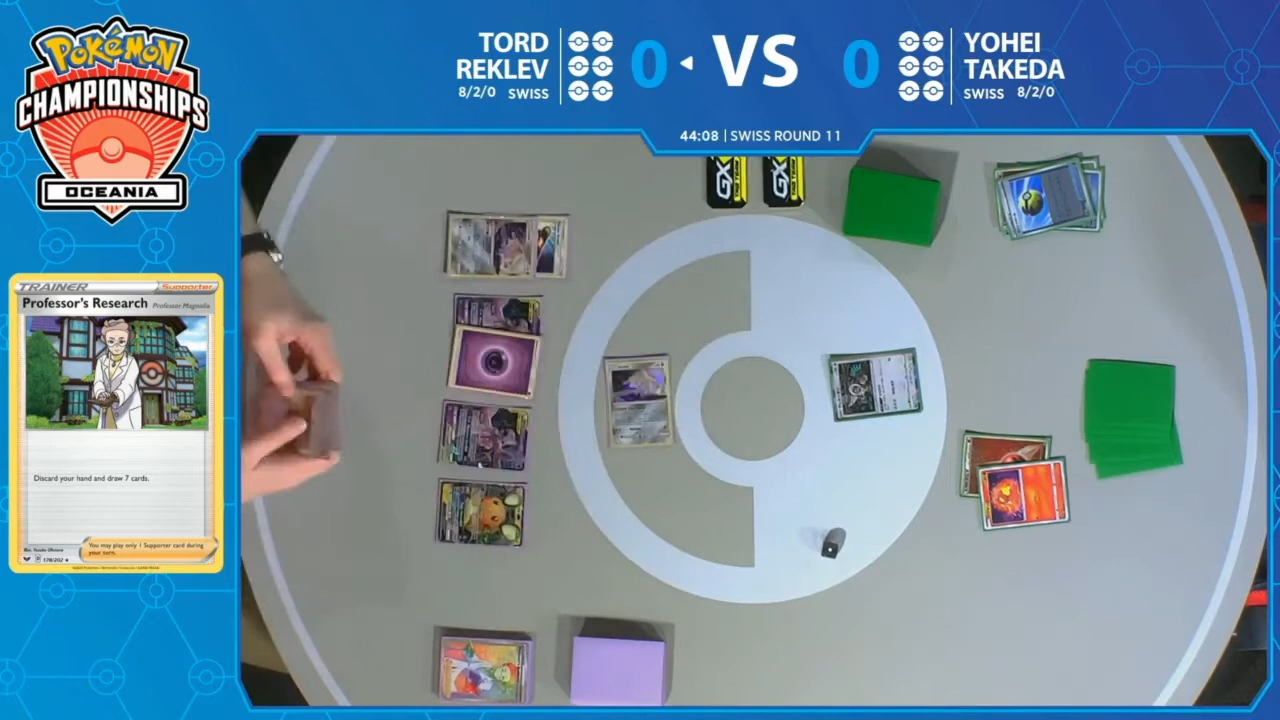 Pokémon
CHAMPIONSHIPS
OCEANIA
TORD
REKLEV
8/2/0 SWISS
0
VS
0
YOHEI
TAKEDA
SWISS 8/2/0
44:08 | SWISS ROUND 11
TRAINER Supporter
Professor's Research Professor Magnolia
Discard your hand and draw 7 cards.
You may play only 1 Supporter card during
your turn.
178/202
GX
GX